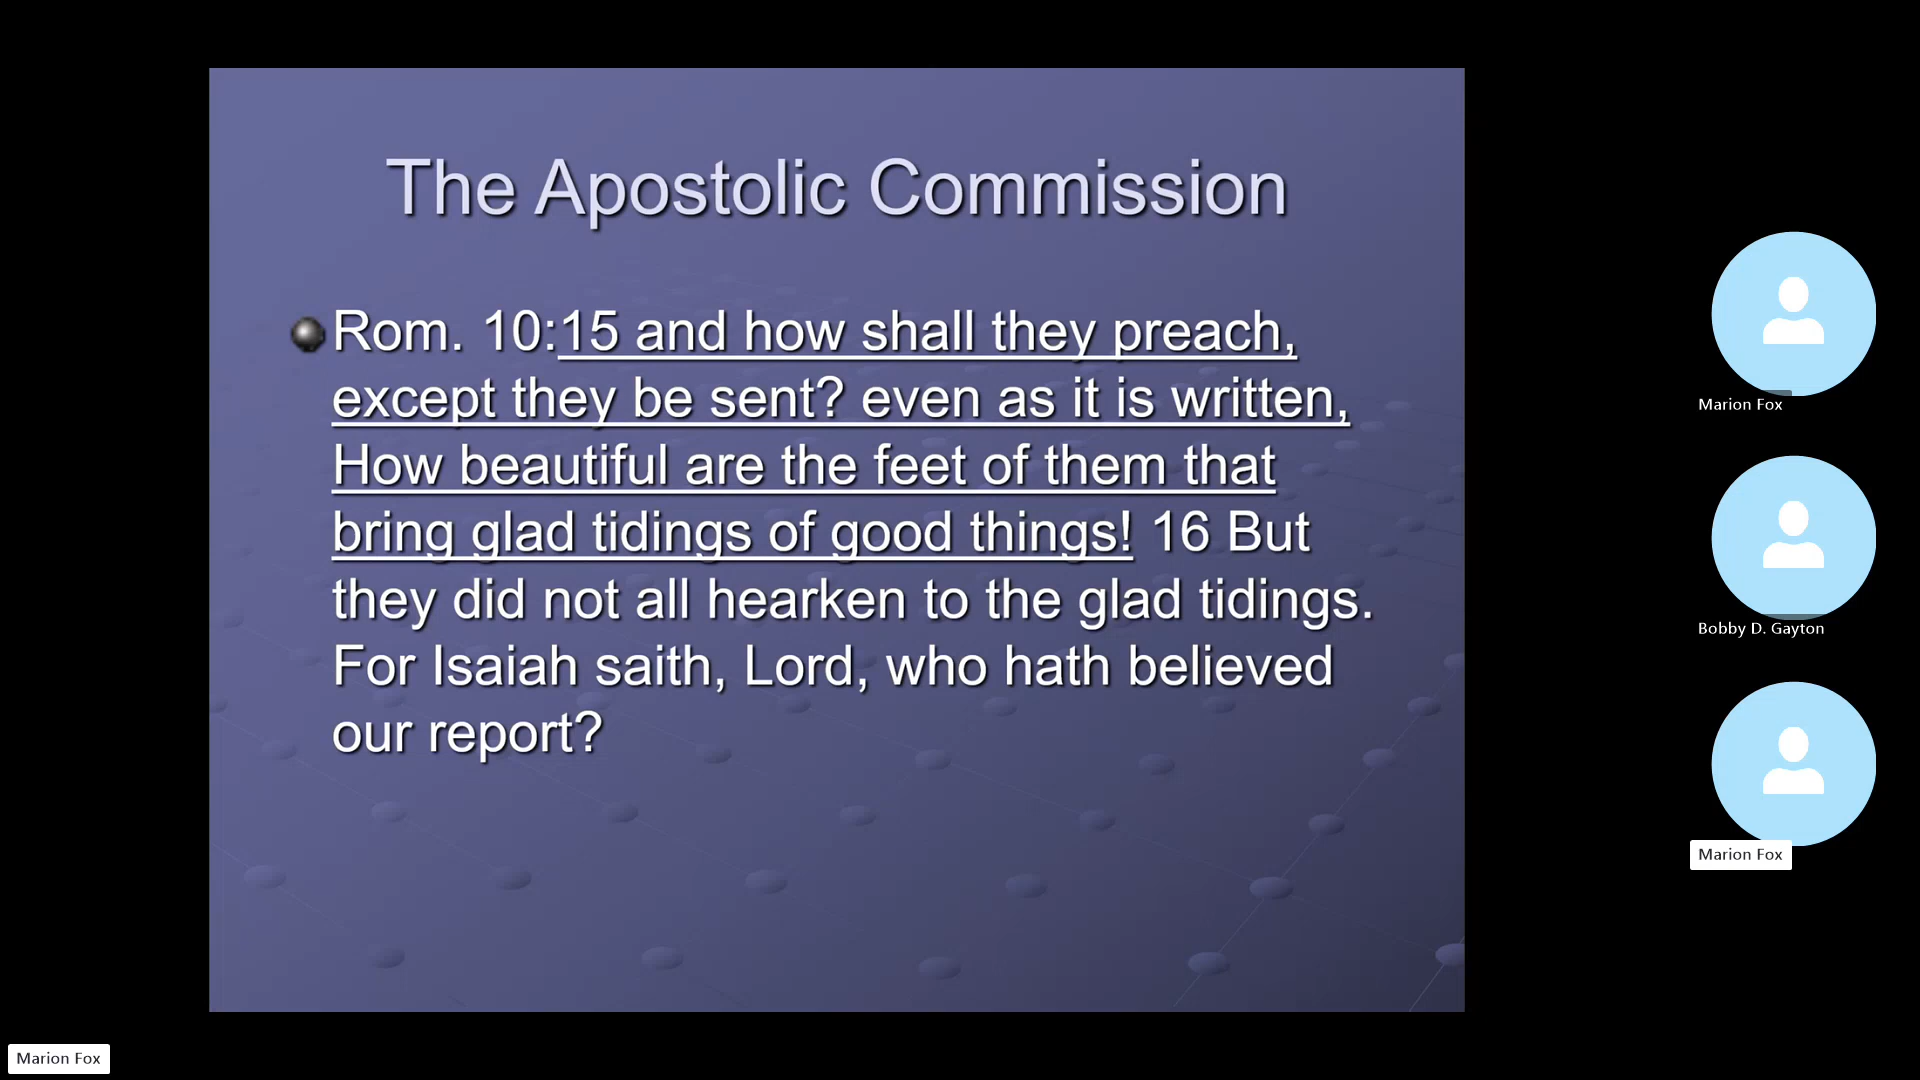 The Apostolic Commission
Rom. 10:15 and how shall they preach,
except they be sent? even as it is written,
How beautiful are the feet of them that
bring glad tidings of good things! 16 But
they did not all hearken to the glad tidings.
For Isaiah saith, Lord, who hath believed
our report?
Marion Fox
Bobby D. Gayton
Marion Fox
Marion Fox